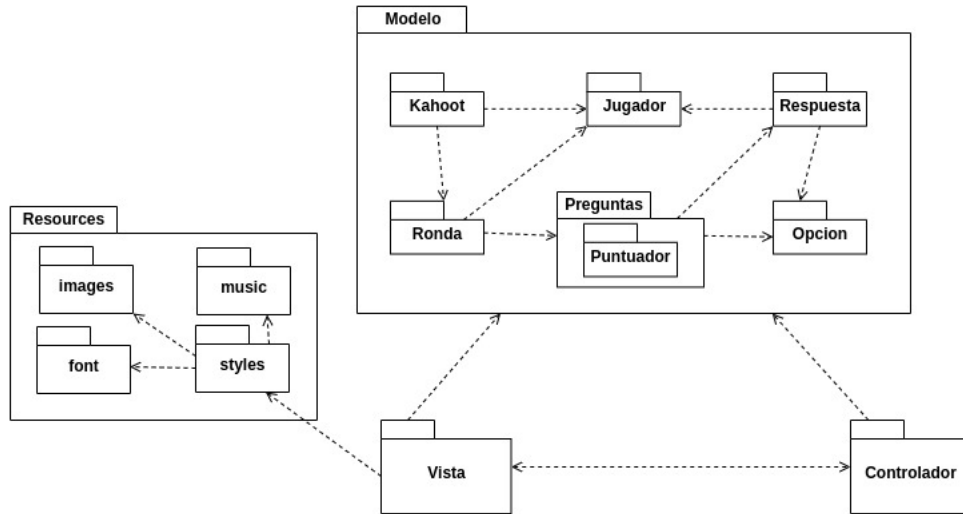 Modelo
Kahoot
Jugador
Respuesta
Ronda
Preguntas
Puntuador
Opcion
Resources
images
music
font
styles
Vista
Controlador